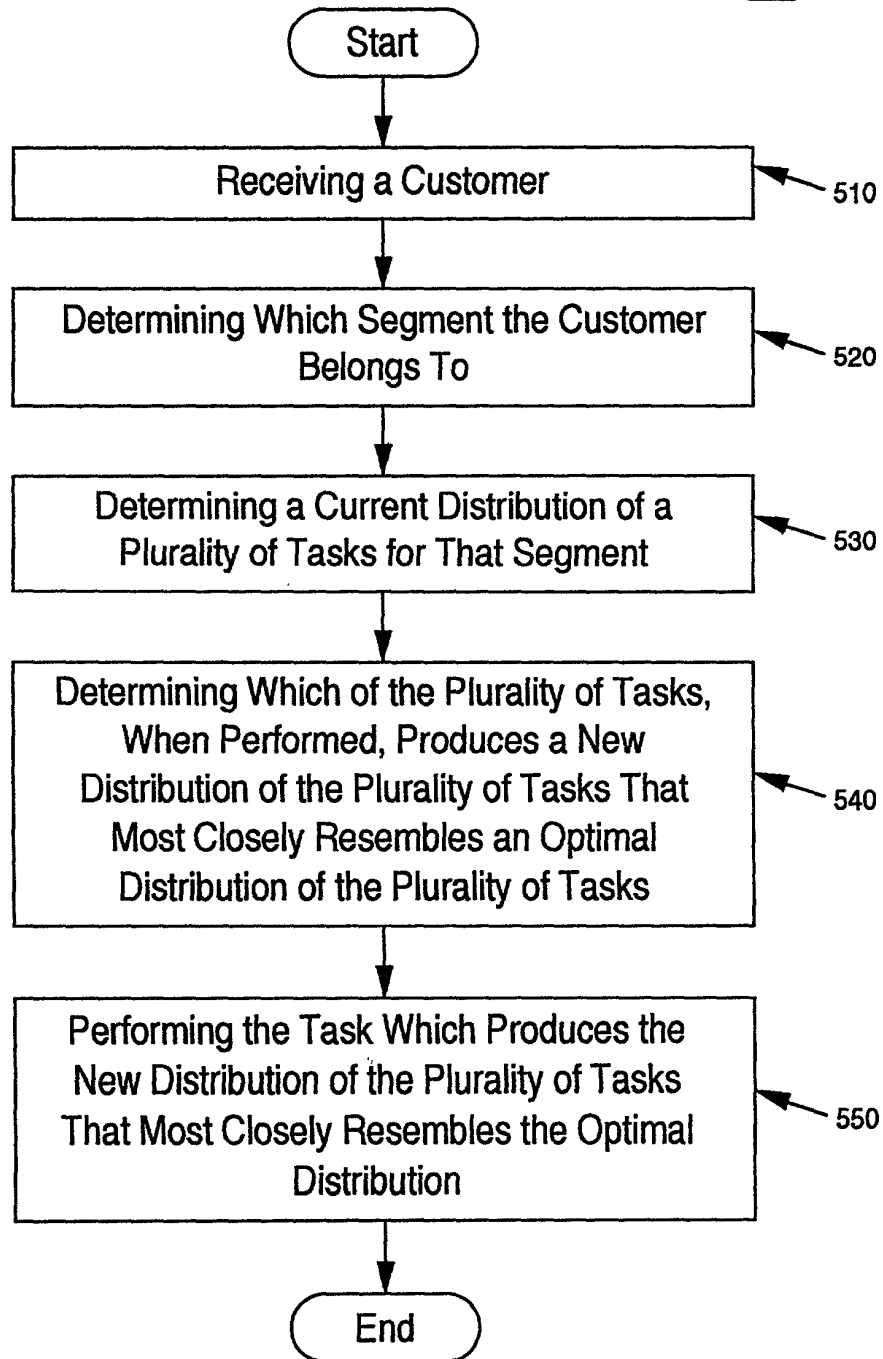 Start
Receiving a Customer
510
Determining Which Segment the Customer
Belongs To
520
Determining a Current Distribution of a
Plurality of Tasks for That Segment
530
Determining Which of the Plurality of Tasks,
When Performed, Produces a New
Distribution of the Plurality of Tasks That
Most Closely Resembles an Optimal
Distribution of the Plurality of Tasks
540
Performing the Task Which Produces the
New Distribution of the Plurality of Tasks
That Most Closely Resembles the Optimal
Distribution
550
End